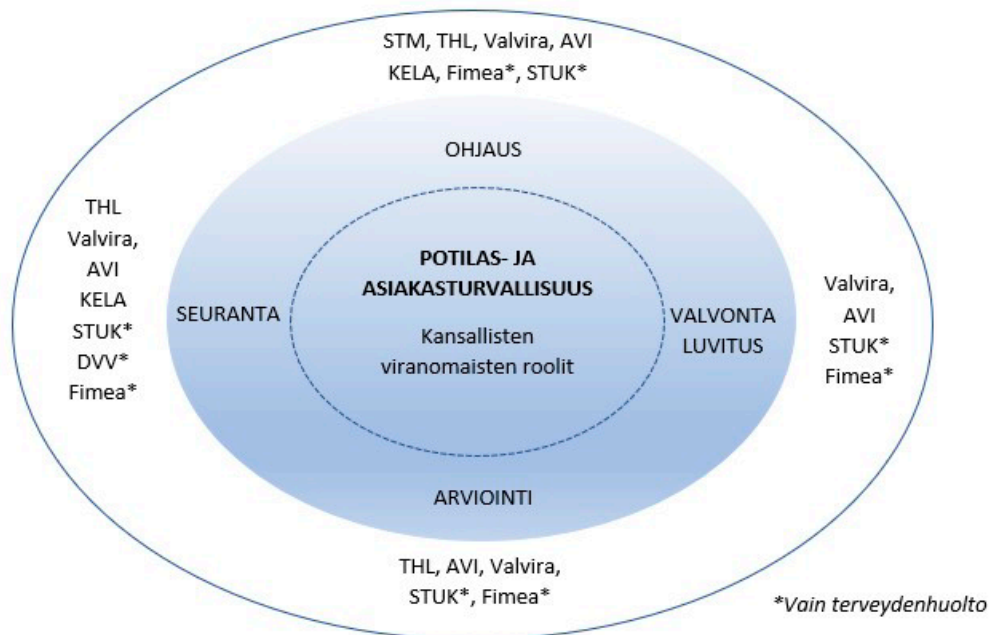 STM, THL, Valvira, AVI
KELA, Fimea*, STUK*
OHJAUS
THL
Valvira,
AVI
KELA
STUK*
DVV*
Fimea*
SEURANTA
POTILAS- JA
ASIAKASTURVALLISUUS
Kansallisten
viranomaisten roolit
VALVONTA
LUVITUS
Valvira,
AVI
STUK*
Fimea*
ARVIOINTI
THL, AVI, Valvira,
STUK*, Fimea*
*Vain terveydenhuolto